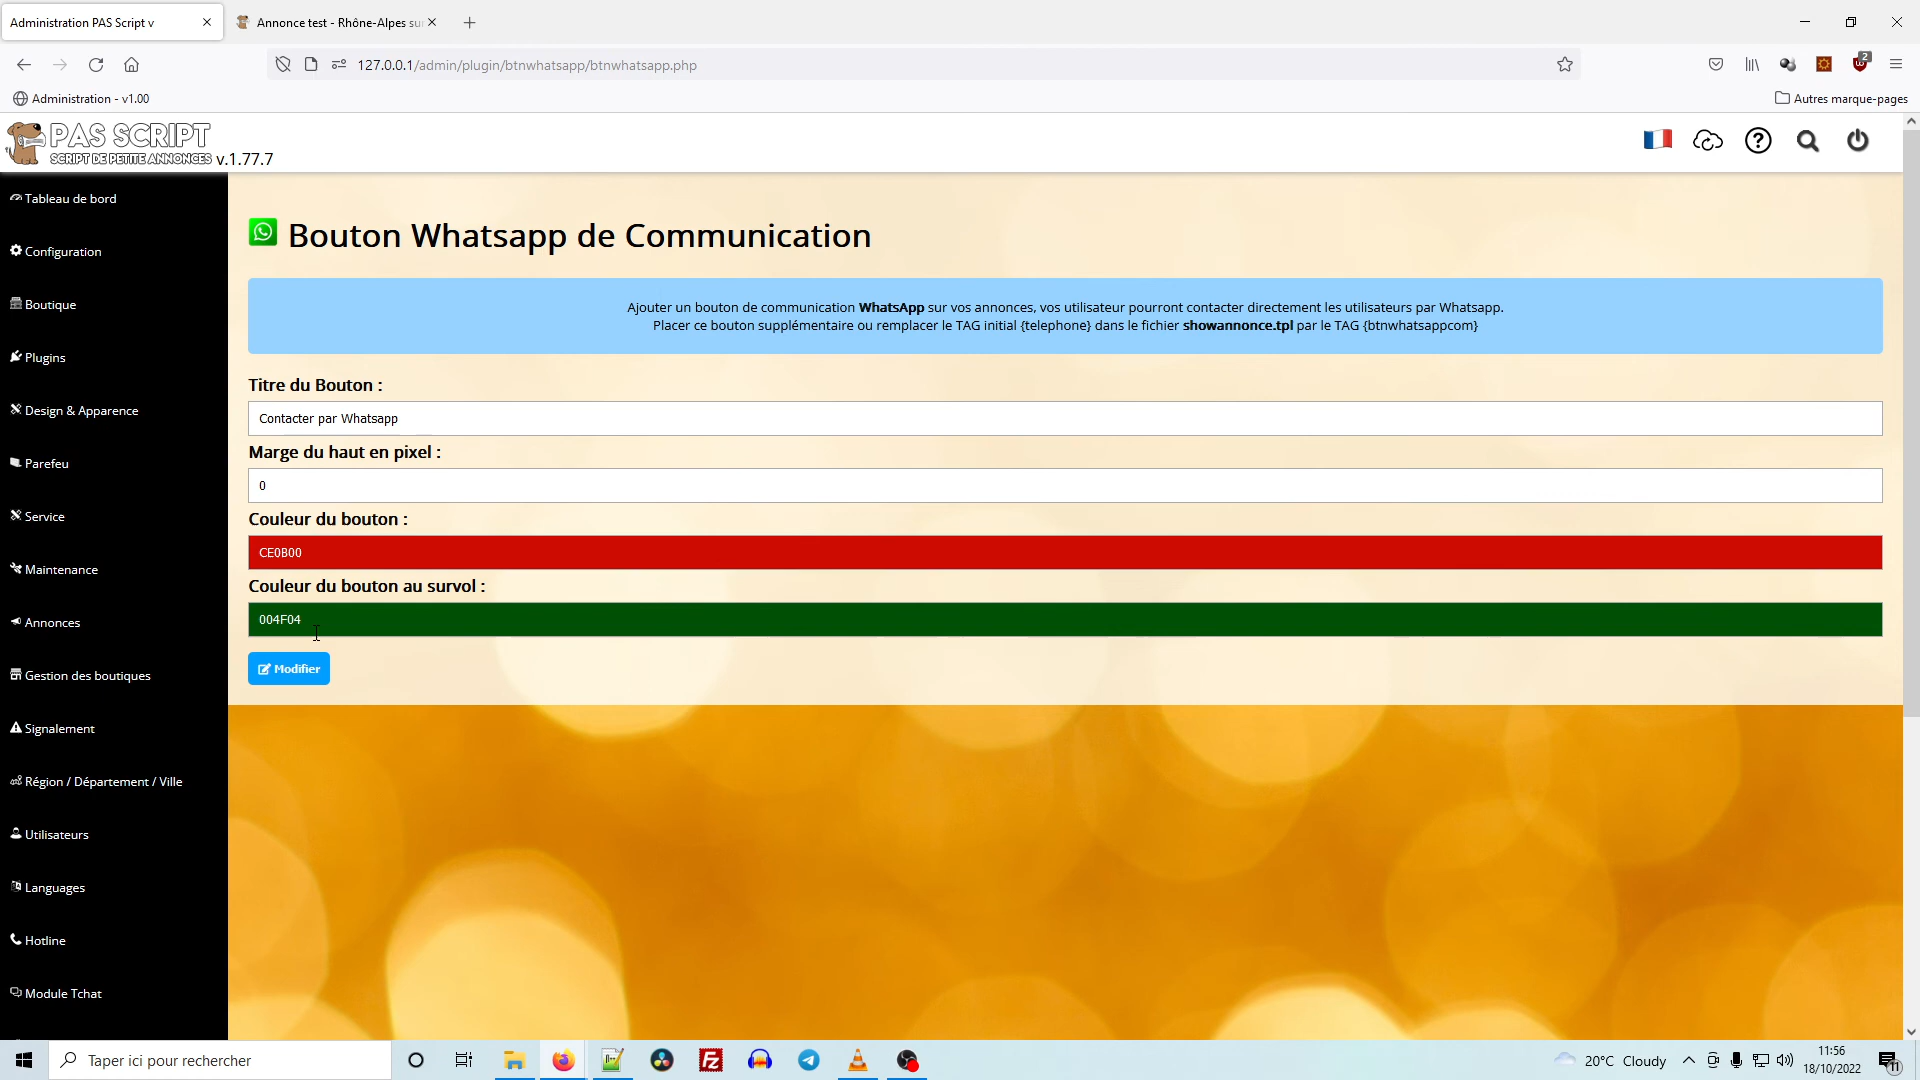 Administration PAS Script v
Annonce test - Rhône-Alpes su
127.0.0.1/admin/plugin/btnwhatsapp/btnwhatsapp.php
2
Administration - v1.00
Autres marque-pages
PAS SCRIPT
SCRIPT DE PETITE ANNONCES v.1.77.7
Tableau de bord
Configuration
Boutique
Plugins
Design & Apparence
Parefeu
Service
Maintenance
Annonces
Gestion des boutiques
Signalement
Région / Département / Ville
Utilisateurs
Languages
Hotline
Module Tchat
Bouton Whatsapp de Communication
Ajouter un bouton de communication WhatsApp sur vos annonces, vos utilisateur pourront contacter directement les utilisateurs par Whatsapp.
Placer ce bouton supplémentaire ou remplacer le TAG initial {telephone} dans le fichier showannonce.tpl par le TAG {btnwhatsappcom}
Titre du Bouton :
Contacter par Whatsapp
Marge du haut en pixel :
0
Couleur du bouton :
CE0B00
Couleur du bouton au survol :
004F04
Modifier
Taper ici pour rechercher
20°C Cloudy
11:56
18/10/2022
11